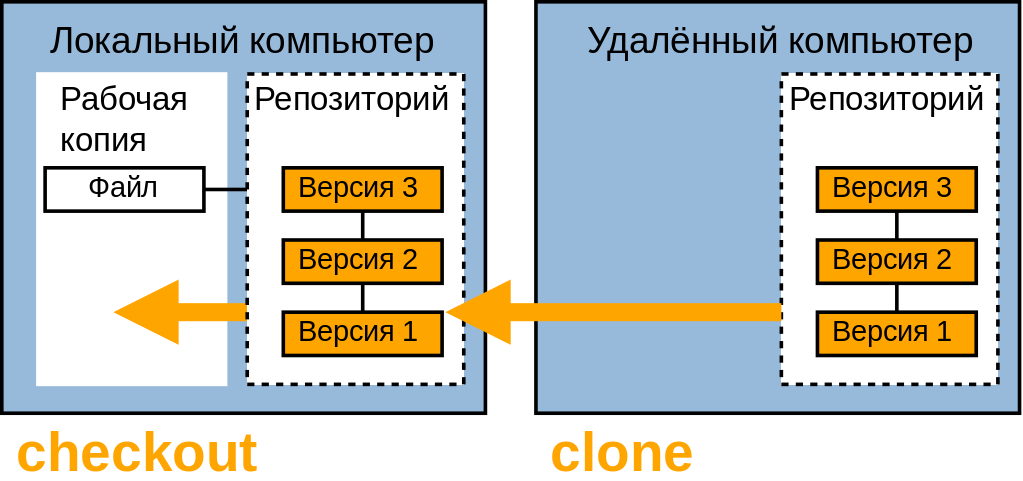 Локальный компьютер
Рабочая
копия
Файл
Репозиторий
Версия 3
Версия 2
Версия 1
checkout
Удалённый компьютер
Репозиторий
Версия 3
Версия 2
Версия 1
clone